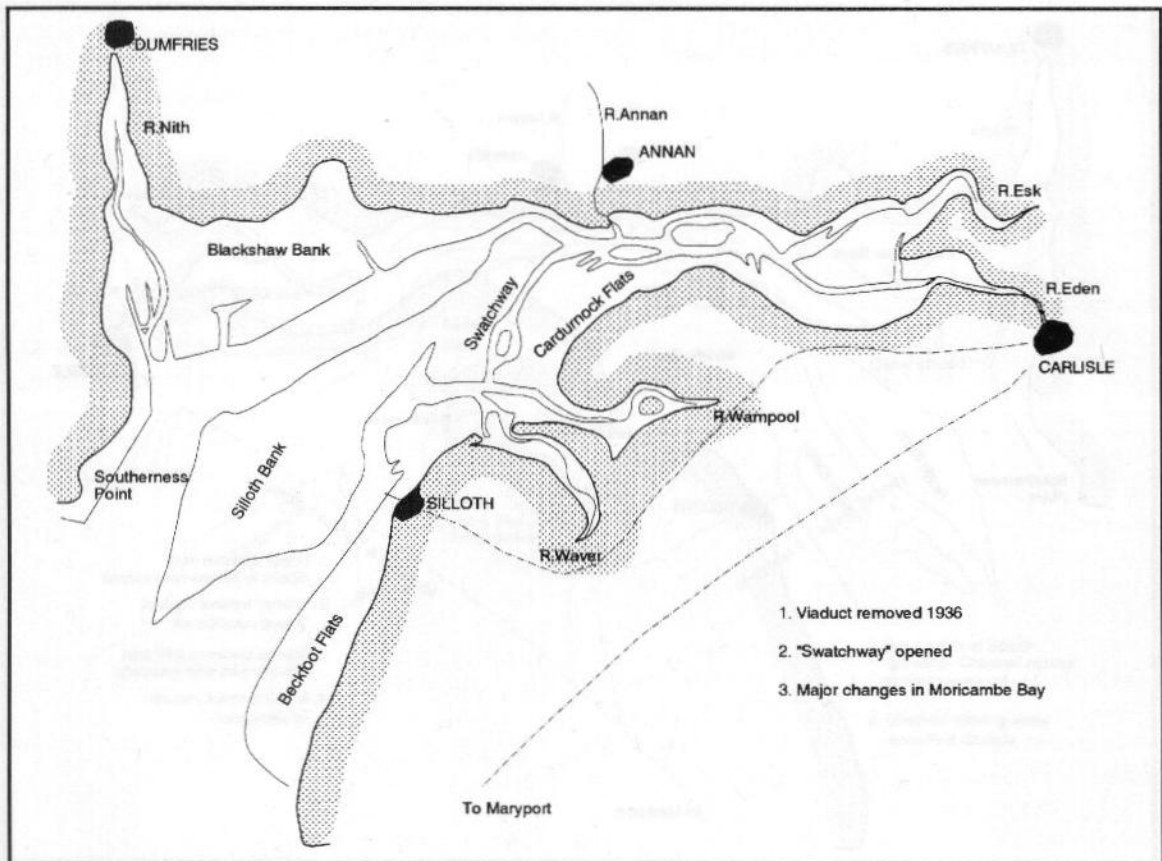 DUMFRIES
R.Nith
R.Annan
ANNAN
R.Esk
Blackshaw Bank
R.Eden
Swatchway
Cardurnock Flats
CARLISLE
R.Wampool
Southerness
Point
Silloth Bank
SILLOTH
R.Waver
Beckfoot Flats
1. Viaduct removed 1936
2. "Swatchway" opened
3. Major changes in Moricambe Bay
To Maryport